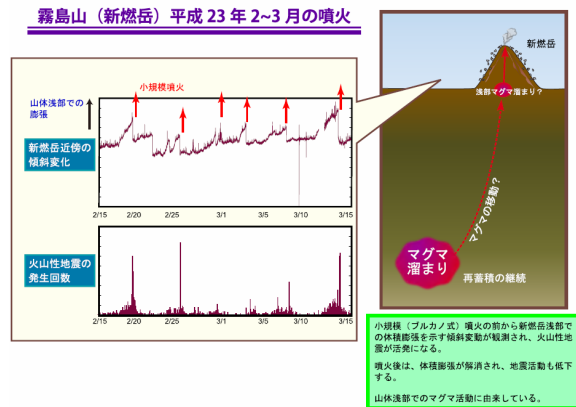 霧島山（新燃岳）平成 23 年 2~3 月の噴火
小規模噴火
山体浅部での
膨張
新燃岳近傍の
傾斜変化
2/15 2/20 2/25 3/1 3/5 3/10 3/15
火山性地震の
発生回数
2/15 2/20 2/25 3/1 3/5 3/10 3/15
新燃岳
浅部マグマ溜まり？
マグマの移動？
マグマ
溜まり
再蓄積の継続
小規模（ブルカノ式）噴火の前から新燃岳浅部で
の体積膨張を示す傾斜変動が観測され、火山性地
震が活発になる。
噴火後は、体積膨張が解消され、地震活動も低下
する。
山体浅部でのマグマ活動に由来している。